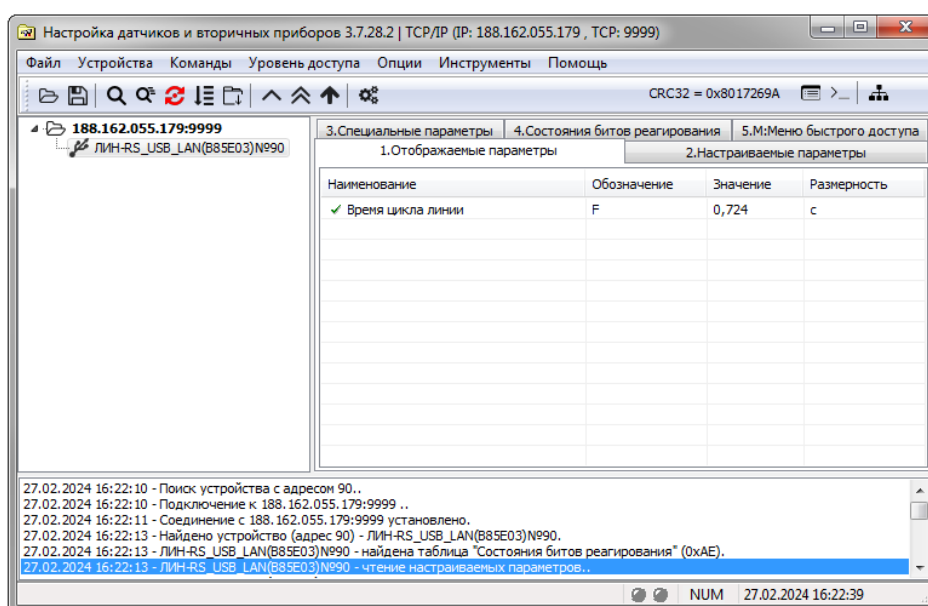 Настройка датчиков и вторичных приборов 3.7.28.2 | TCP/IP (IP: 188.162.055.179 , TCP: 9999)
Файл Устройства Команды Уровень доступа Опции Инструменты Помощь
CRC32 = 0x8017269A
188.162.055.179:9999
ЛИН-RS_USB_LAN(B85E03)№90
3.Специальные параметры 4.Состояния битов реагирования 5.М:Меню быстрого доступа
1.Отображаемые параметры 2.Настраиваемые параметры
Наименование Обозначение Значение Размерность
Время цикла линии F 0,724 с
27.02.2024 16:22:10 - Поиск устройства с адресом 90..
27.02.2024 16:22:10 - Подключение к 188.162.055.179:9999 ..
27.02.2024 16:22:11 - Соединение с 188.162.055.179:9999 установлено.
27.02.2024 16:22:13 - Найдено устройство (адрес 90) - ЛИН-RS_USB_LAN(B85E03)№90.
27.02.2024 16:22:13 - ЛИН-RS_USB_LAN(B85E03)№90 - найдена таблица "Состояния битов реагирования" (0xAE).
27.02.2024 16:22:13 - ЛИН-RS_USB_LAN(B85E03)№90 - чтение настраиваемых параметров..
NUM 27.02.2024 16:22:39